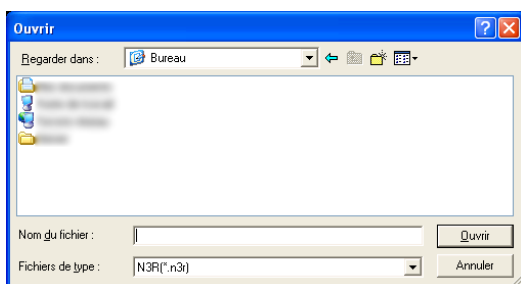 Ouvrir
Regarder dans :
Bureau
Nom du fichier :
Ouvrir
Fichiers de type :
N3R(*.n3r)
Annuler